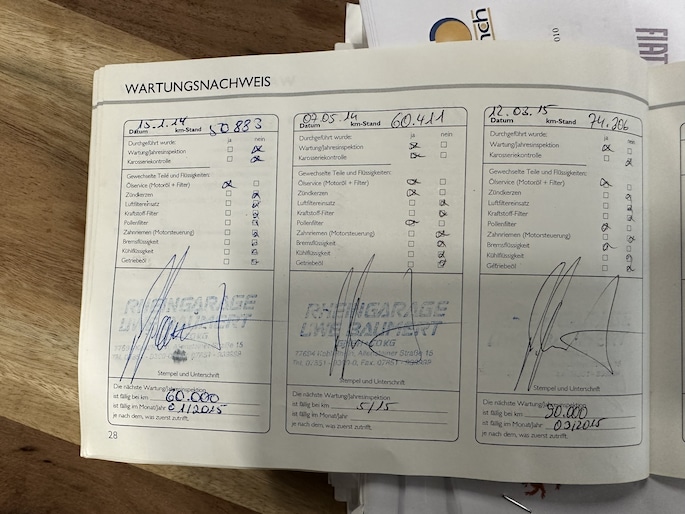 nch
010
FIAT
WARTUNGSNACHWEIS
15.1.14 50883
Datum km-Stand
Durchgeführt wurde: ja nein
Wartung/Jahresinspektion
Karosseriekontrolle
Gewechselte Teile und Flüssigkeiten:
Ölservice (Motoröl + Filter)
Zündkerzen
Luftfiltereinsatz
Kraftstoff-Filter
Pollenfilter
Zahnriemen (Motorsteuerung)
Bremsflüssigkeit
Kühlflüssigkeit
Getriebeöl
RHEINGARAGE
UWE BAUMERT
Stempel und Unterschrift
Die nächste Wartung/Jahresinspektion
ist fällig bei km 60.000
ist fällig im Monat/Jahr 01/2015
je nach dem, was zuerst zutrifft.
28
07.05.14 60.411
Datum km-Stand
Durchgeführt wurde: ja nein
Wartung/Jahresinspektion
Karosseriekontrolle
Gewechselte Teile und Flüssigkeiten:
Ölservice (Motoröl + Filter)
Zündkerzen
Luftfiltereinsatz
Kraftstoff-Filter
Pollenfilter
Zahnriemen (Motorsteuerung)
Bremsflüssigkeit
Kühlflüssigkeit
Getriebeöl
RHEINGARAGE
UWE BAUMERT
Stempel und Unterschrift
Die nächste Wartung/Jahresinspektion
ist fällig bei km
ist fällig im Monat/Jahr 5/15
je nach dem, was zuerst zutrifft.
12.03.15 74.206
Datum km-Stand
Durchgeführt wurde: ja nein
Wartung/Jahresinspektion
Karosseriekontrolle
Gewechselte Teile und Flüssigkeiten:
Ölservice (Motoröl + Filter)
Zündkerzen
Luftfiltereinsatz
Kraftstoff-Filter
Pollenfilter
Zahnriemen (Motorsteuerung)
Bremsflüssigkeit
Kühlflüssigkeit
Getriebeöl
Stempel und Unterschrift
Die nächste Wartung/Jahresinspektion
ist fällig bei km 90.000
ist fällig im Monat/Jahr 03/2015
je nach dem, was zuerst zutrifft.